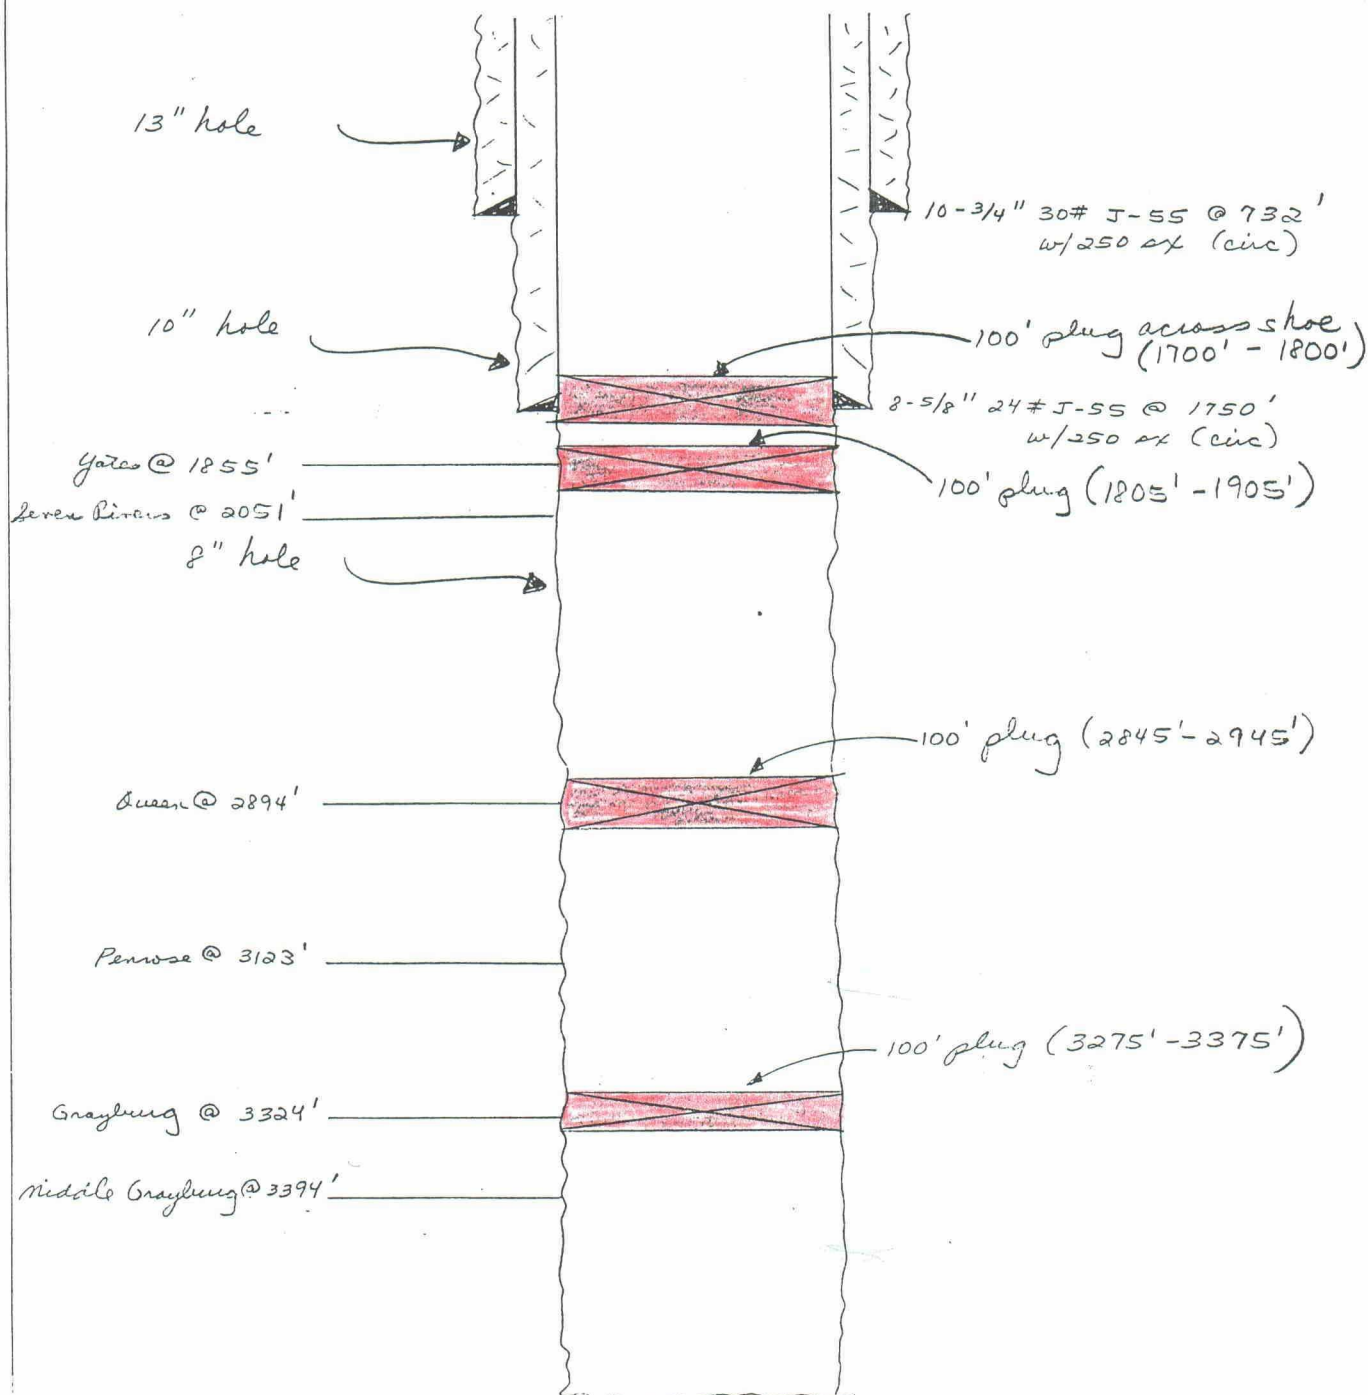 13" hole
10-3/4" 30# J-55 @ 732'
w/250 sx (circ)
10" hole
100' plug across shoe
(1700' - 1800')
8-5/8" 24# J-55 @ 1750'
w/250 sx (circ)
Yates @ 1855'
100' plug (1805' - 1905')
Seven Rivers @ 2051'
8" hole
100' plug (2845' - 2945')
Queen @ 2894'
Penrose @ 3123'
100' plug (3275' - 3375')
Grayburg @ 3324'
Middle Grayburg @ 3394'